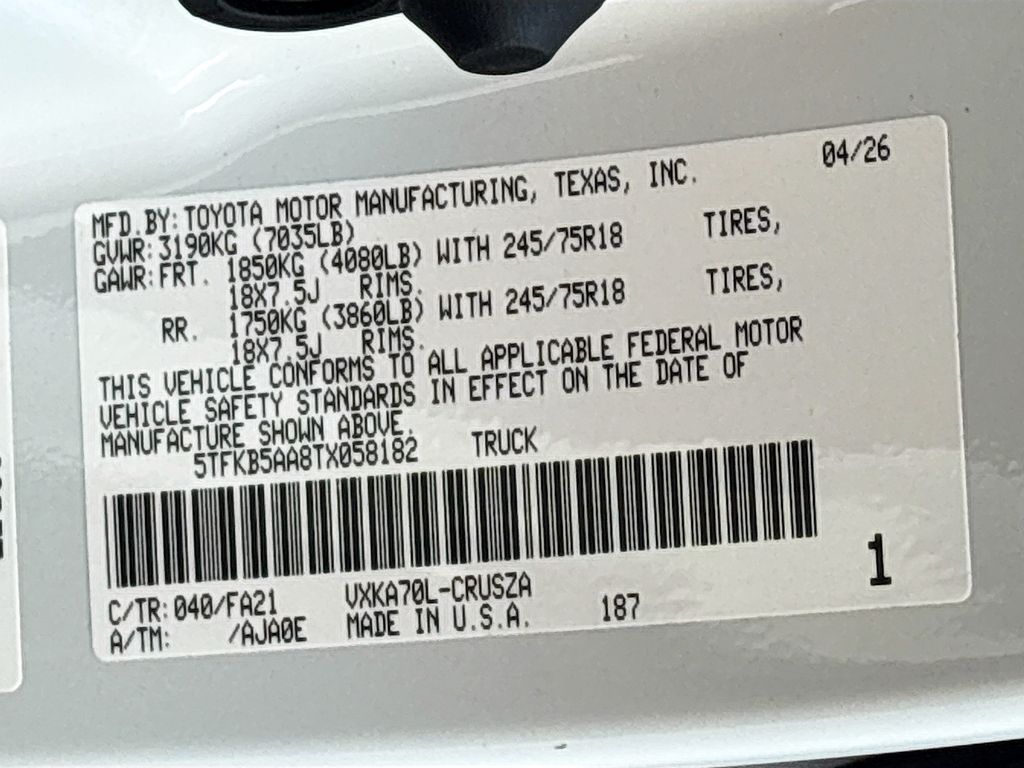 04/26
MFD.BY: TOYOTA MOTOR MANUFACTURING, TEXAS, INC.
GVWR: 3190KG (7035LB)
GAWR: FRT. 1850KG (4080LB) WITH 245/75R18 TIRES,
18X7.5J RIMS.
RR. 1750KG (3860LB) WITH 245/75R18 TIRES,
18X7.5J RIMS.
THIS VEHICLE CONFORMS TO ALL APPLICABLE FEDERAL MOTOR
VEHICLE SAFETY STANDARDS IN EFFECT ON THE DATE OF
MANUFACTURE SHOWN ABOVE.
5TFKB5AA8TX058182 TRUCK
1
C/TR: 040/FA21 VXKA70L-CRUSZA
A/TM: /AJA0E MADE IN U.S.A. 187